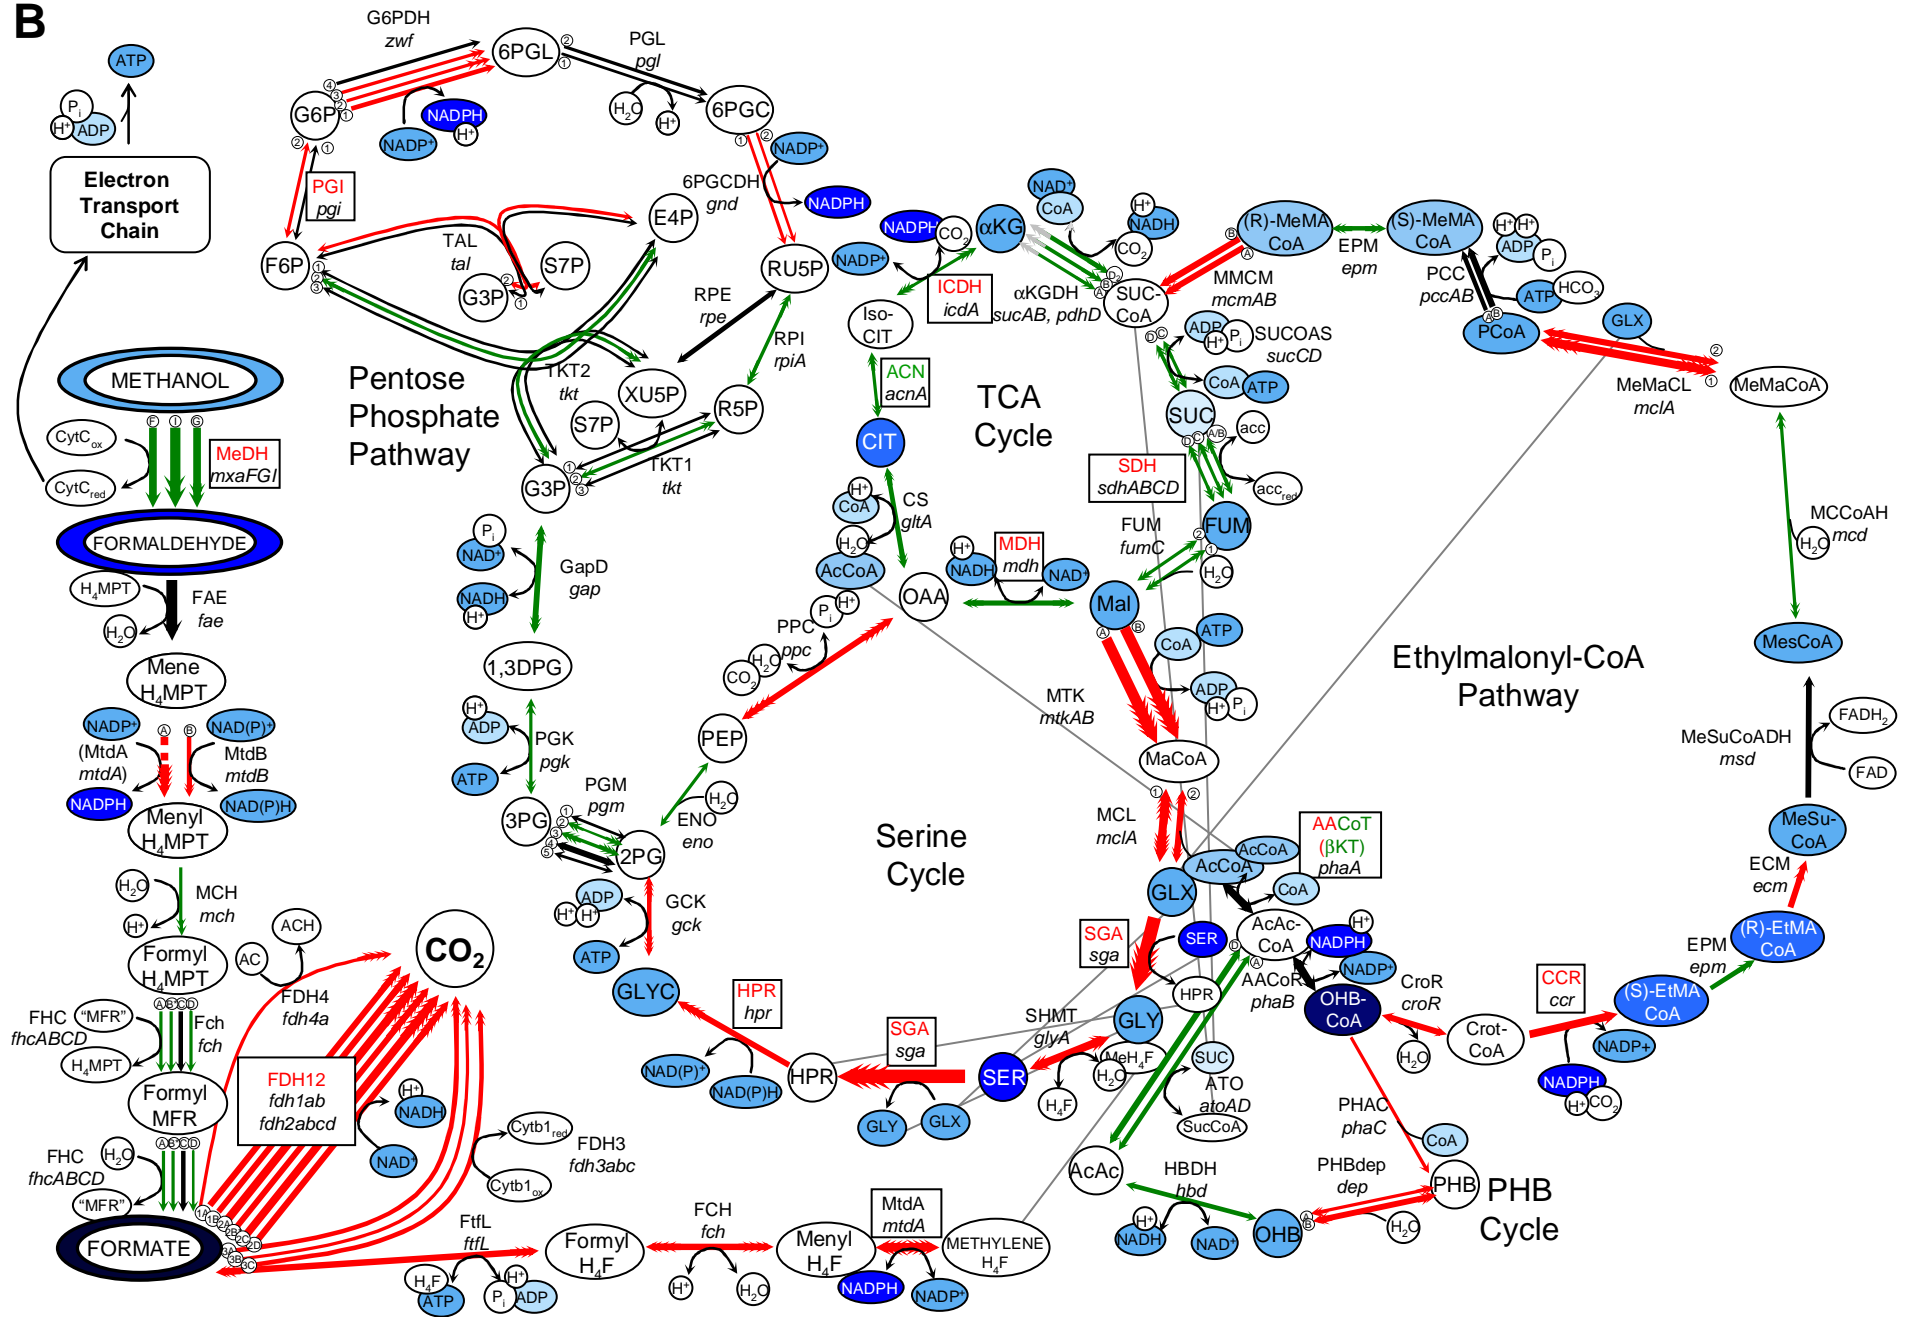 B
G6PDH
zwf
6PGL
PGL
pgl
ATP
Pi
H+
ADP
Electron
Transport
Chain
G6P
NADP+
NADPH
H+
H2O
H+
6PGC
NADP+
NADPH
6PGCDH
gnd
PGI
pgi
F6P
TAL
tal
S7P
G3P
E4P
RU5P
RPE
rpe
RPI
rpiA
TKT2
tkt
XU5P
S7P
R5P
G3P
TKT1
tkt
Pentose
Phosphate
Pathway
METHANOL
CytCox
CytCred
MeDH
mxaFGI
FORMALDEHYDE
H4MPT
H2O
FAE
fae
Mene
H4MPT
NADP+
NAD(P)+
(MtdA
mtdA)
MtdB
mtdB
NADPH
NAD(P)H
Menyl
H4MPT
H2O
H+
MCH
mch
Formyl
H4MPT
FHC
fhcABCD
"MFR"
H4MPT
Fch
fch
Formyl
MFR
FHC
fhcABCD
H2O
"MFR"
FORMATE
AC
ACH
FDH4
fdh4a
CO2
FDH12
fdh1ab
fdh2abcd
H+
NADH
NAD+
Cytb1red
Cytb1ox
FDH3
fdh3abc
FtfL
ftfL
H4F
ATP
Pi
H+
ADP
Formyl
H4F
FCH
fch
H+
H2O
Menyl
H4F
MtdA
mtdA
NADPH
NADP+
METHYLENE
H4F
Pi
NAD+
NADH
H+
GapD
gap
1,3DPG
H+
ADP
ATP
PGK
pgk
3PG
PGM
pgm
2PG
ENO
eno
H2O
PEP
PPC
ppc
CO2
H2O
Pi
H+
ADP
H+
H+
ATP
GCK
gck
GLYC
HPR
hpr
NAD(P)+
NAD(P)H
HPR
SGA
sga
GLY
GLX
SER
SHMT
glyA
H4F
H2O
MeH4F
GLY
Serine
Cycle
NADPH
CO2
NADP+
αKG
ICDH
icdA
Iso-
CIT
ACN
acnA
CIT
H+
CoA
CS
gltA
H2O
AcCoA
OAA
TCA
Cycle
NAD+
CoA
H+
NADH
CO2
αKGDH
sucAB, pdhD
SUC-
CoA
MMCM
mcmAB
(R)-MeMA
CoA
EPM
epm
(S)-MeMA
CoA
H+
H+
ADP
Pi
PCC
pccAB
ATP
HCO3
PCoA
GLX
MeMaCL
mclA
MeMaCoA
ADP
H+
Pi
SUCOAS
sucCD
CoA
ATP
SUC
acc
accred
SDH
sdhABCD
FUM
FUM
fumC
H2O
H+
NADH
MDH
mdh
NAD+
Mal
CoA
ATP
ADP
H+
Pi
MTK
mtkAB
MaCoA
MCL
mclA
GLX
AcCoA
AcCoA
CoA
AACoT
(βKT)
phaA
SGA
sga
SER
HPR
AcAc-
CoA
H+
NADPH
NADP+
AACoR
phaB
OHB-
CoA
CroR
croR
H2O
Crot-
CoA
CCR
ccr
NADP+
NADPH
H+
CO2
(S)-EtMA
CoA
EPM
epm
(R)-EtMA
CoA
ECM
ecm
MeSu-
CoA
MeSuCoADH
msd
FADH2
FAD
MesCoA
MCCoAH
mcd
H2O
Ethylmalonyl-CoA
Pathway
SUC
ATO
atoAD
SucCoA
AcAc
HBDH
hbd
H+
NADH
NAD+
OHB
PHBdep
dep
H2O
PHAC
phaC
CoA
PHB
PHB
Cycle